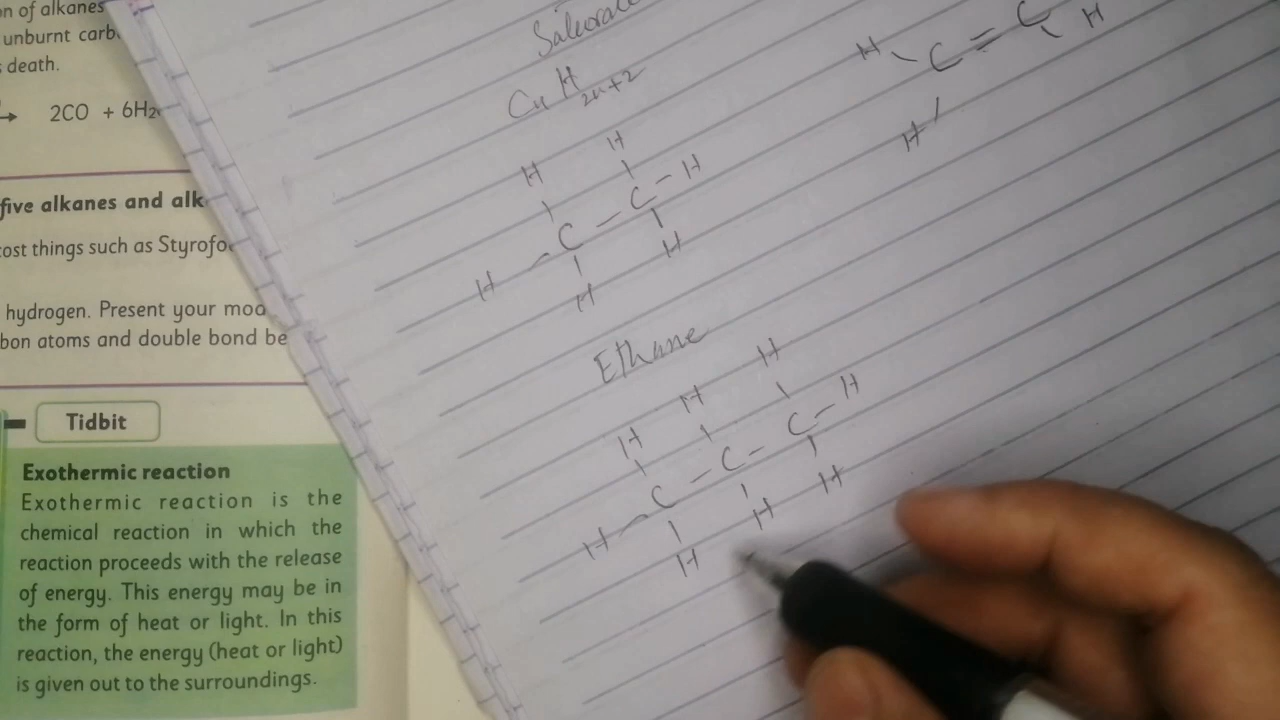 on of alkanes
unburnt carb
death.
→ 2CO + 6H₂
five alkanes and alk
cost things such as Styrofo
hydrogen. Present your mod
bon atoms and double bond be
Tidbit
Exothermic reaction
Exothermic reaction is the
chemical reaction in which the
reaction proceeds with the release
of energy. This energy may be in
the form of heat or light. In this
reaction, the energy (heat or light)
is given out to the surroundings.
CnH2n+2
H H
H - C - C - H
H H
Ethane
H H H
H - C - C - C - H
H H H
H - C = C H
H